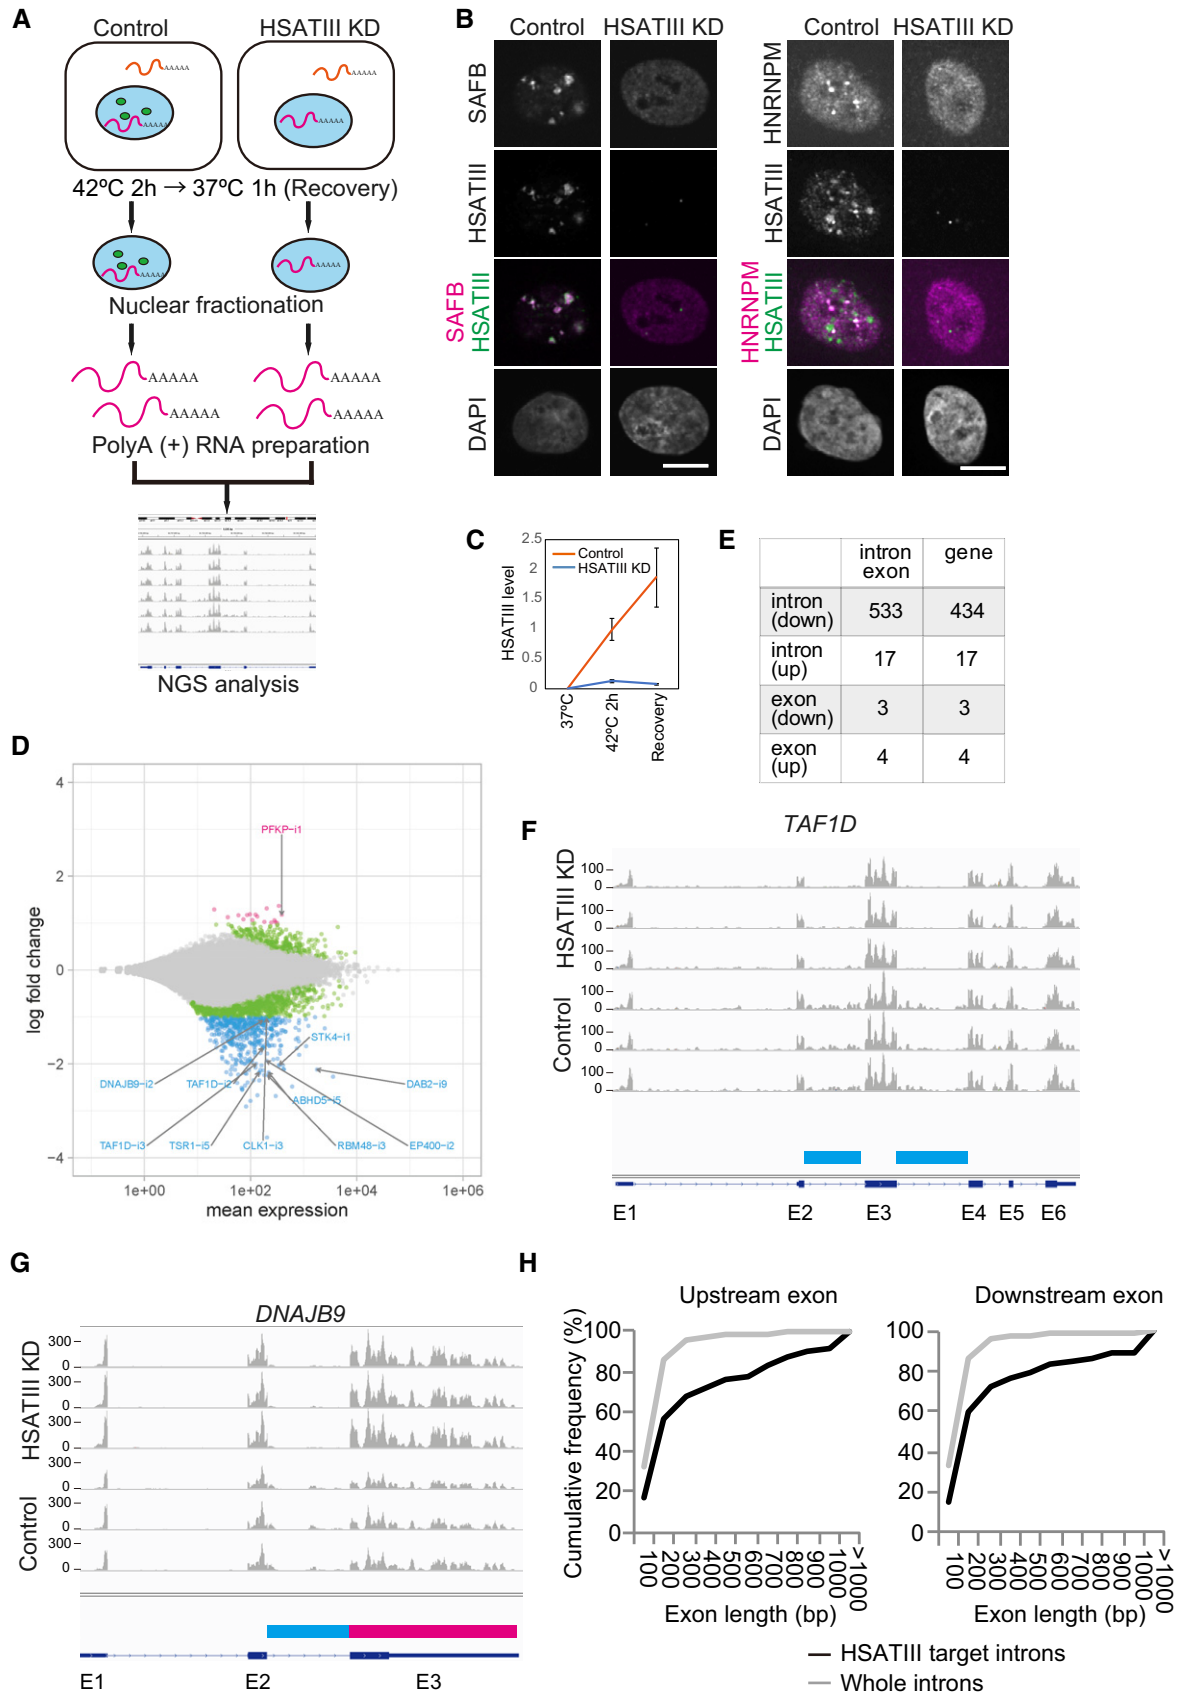 A
Control HSATIII KD
AAAAA AAAAA
AAAAA AAAAA
42ºC 2h → 37ºC 1h (Recovery)
AAAAA AAAAA
Nuclear fractionation
AAAAA AAAAA
AAAAA AAAAA
PolyA (+) RNA preparation
NGS analysis
B
Control HSATIII KD
SAFB
HSATIII
SAFB
HSATIII
DAPI
Control HSATIII KD
HNRNPM
HSATIII
HNRNPM
HSATIII
DAPI
C
HSATIII level
2.5
2
1.5
1
0.5
0
Control
HSATIII KD
37ºC
42ºC 2h
Recovery
E
intron exon gene
intron (down) 533 434
intron (up) 17 17
exon (down) 3 3
exon (up) 4 4
D
log fold change
4
2
0
−2
−4
PFKP−i1
STK4−i1
DNAJB9−i2 TAF1D−i2 DAB2−i9
ABHD5−i5
TAF1D−i3 TSR1−i5 CLK1−i3 RBM48−i3 EP400−i2
1e+00 1e+02 1e+04 1e+06
mean expression
F
TAF1D
HSATIII KD
Control
100
0
100
0
100
0
100
0
100
0
100
0
E1 E2 E3 E4 E5 E6
G
DNAJB9
HSATIII KD
Control
300
0
300
0
300
0
300
0
300
0
300
0
E1 E2 E3
H
Upstream exon
Cumulative frequency (%)
100
80
60
40
20
0
100 200 300 400 500 600 700 800 900 1000 >1000
Exon length (bp)
Downstream exon
100
80
60
40
20
0
100 200 300 400 500 600 700 800 900 1000 >1000
Exon length (bp)
HSATIII target introns
Whole introns